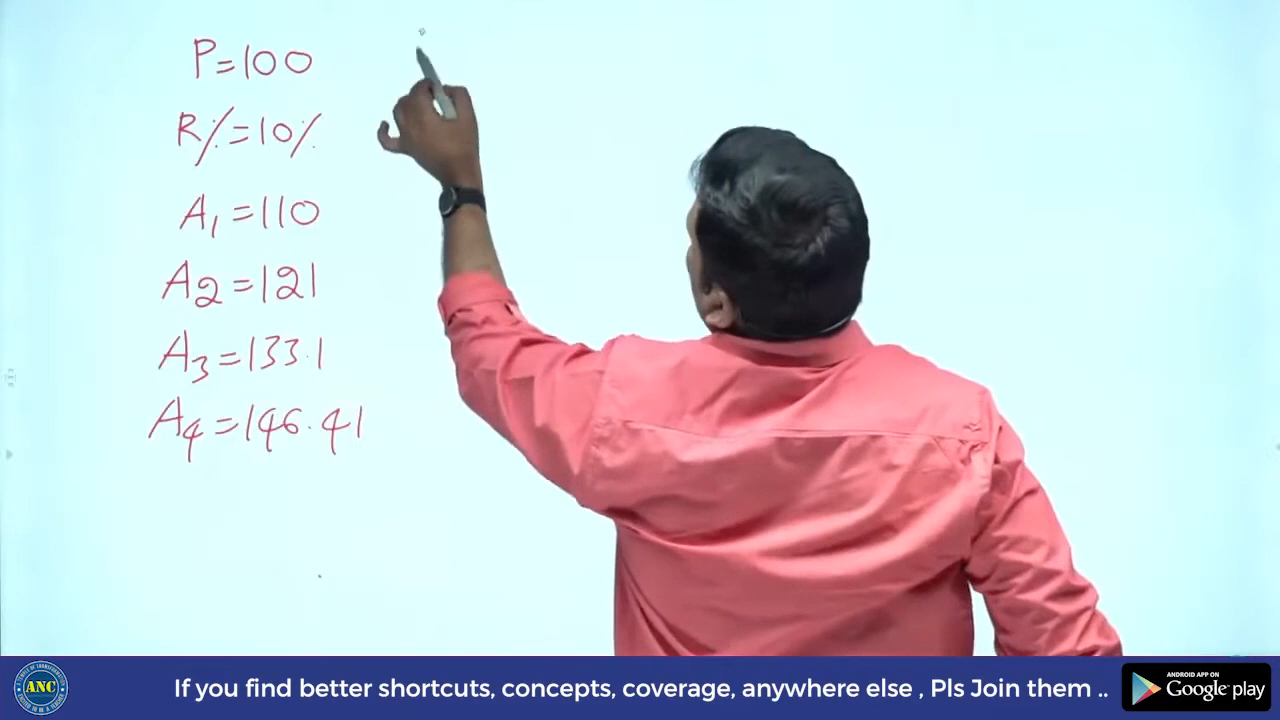 P=100
R%=10%
A1=110
A2=121
A3=133.1
A4=146.41
ANC
If you find better shortcuts, concepts, coverage, anywhere else , Pls Join them ..
ANDROID APP ON
Google play